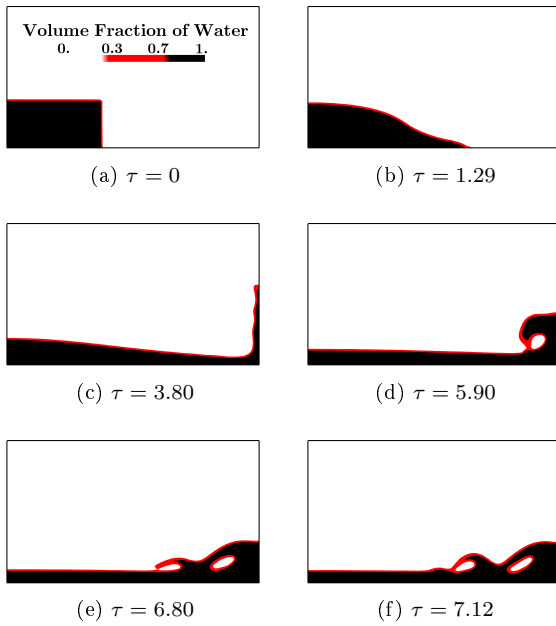 Volume Fraction of Water
0. 0.3 0.7 1.
(a) τ = 0
(b) τ = 1.29
(c) τ = 3.80
(d) τ = 5.90
(e) τ = 6.80
(f) τ = 7.12